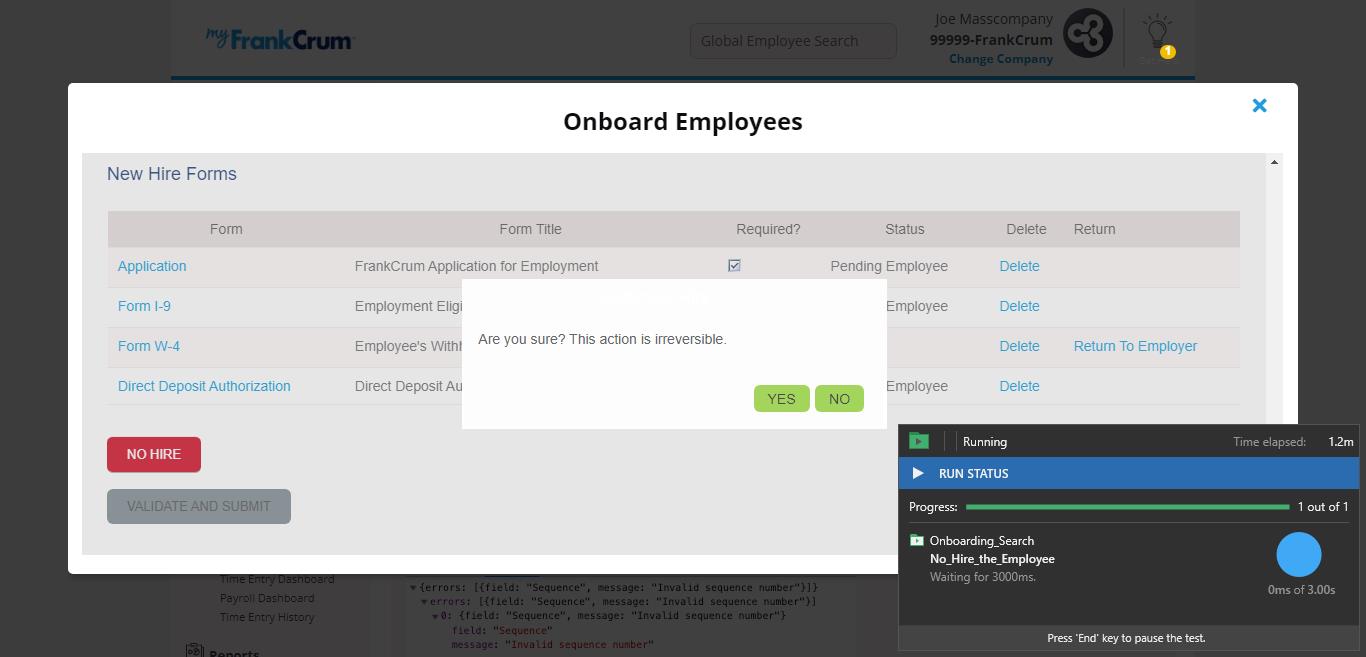 myFrankCrum
Global Employee Search
Joe Masscompany
99999-FrankCrum
Change Company
1
Onboard Employees
New Hire Forms
Form Form Title Required? Status Delete Return
Application FrankCrum Application for Employment Pending Employee Delete
Form I-9 Employment Eligi Employee Delete
Form W-4 Employee's With Delete Return To Employer
Direct Deposit Authorization Direct Deposit Au Employee Delete
Are you sure? This action is irreversible.
YES NO
NO HIRE
VALIDATE AND SUBMIT
Running Time elapsed: 1.2m
RUN STATUS
Progress: 1 out of 1
Onboarding_Search
No_Hire_the_Employee
Waiting for 3000ms.
0ms of 3.00s
Press 'End' key to pause the test.
Time Entry Dashboard
Payroll Dashboard
Time Entry History
Reports
{errors: [{field: "Sequence", message: "Invalid sequence number"}]}
errors: [{field: "Sequence", message: "Invalid sequence number"}]
0: {field: "Sequence", message: "Invalid sequence number"}
field: "Sequence"
message: "Invalid sequence number"